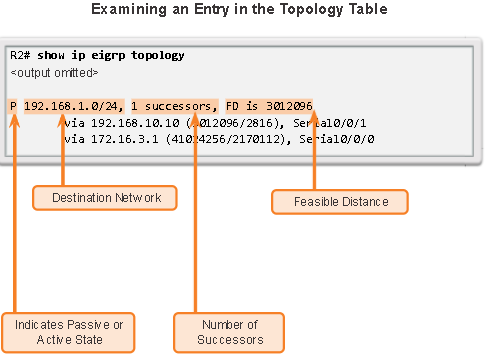 Examining an Entry in the Topology Table
R2# show ip eigrp topology
<output omitted>
P 192.168.1.0/24, 1 successors, FD is 3012096
via 192.168.10.10 (3012096/2816), Serial0/0/1
via 172.16.3.1 (41024256/2170112), Serial0/0/0
Destination Network
Feasible Distance
Indicates Passive or
Active State
Number of
Successors